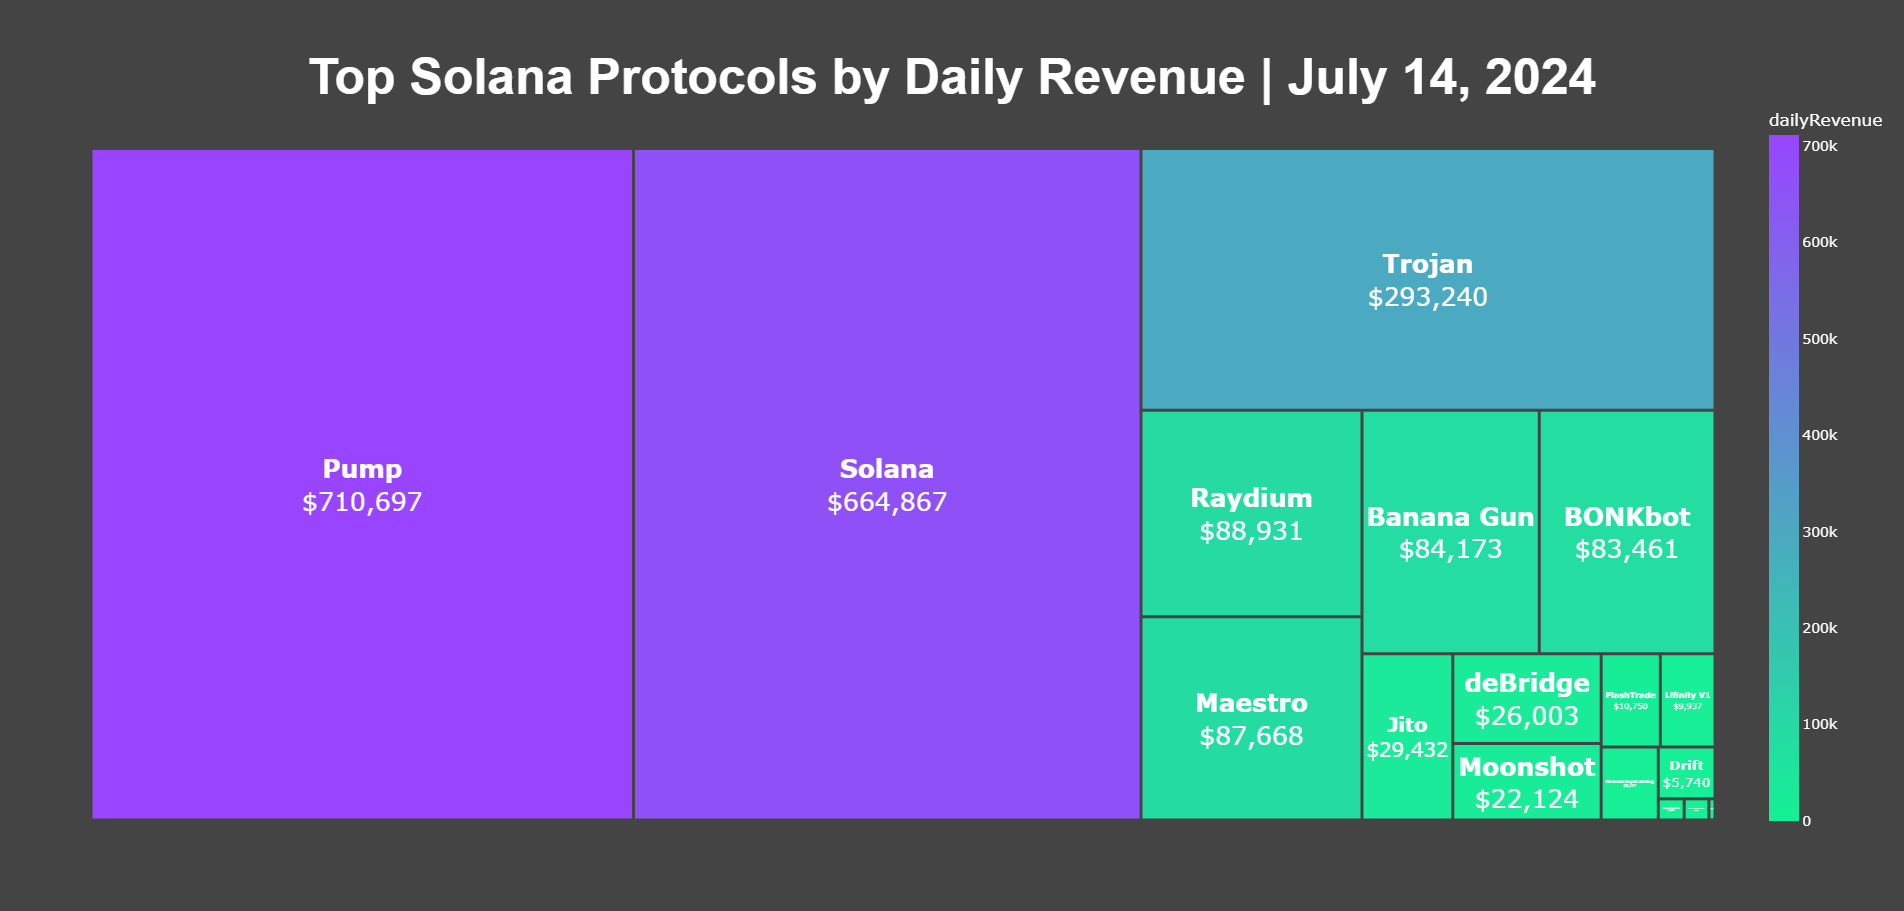 Top Solana Protocols by Daily Revenue | July 14, 2024
dailyRevenue
700k
600k
500k
400k
300k
200k
100k
0
Pump
$710,697
Solana
$664,867
Trojan
$293,240
Raydium
$88,931
Maestro
$87,668
Banana Gun
$84,173
BONKbot
$83,461
Jito
$29,432
deBridge
$26,003
Moonshot
$22,124
FlashTrade
$10,750
Lifinity V1
$9,937
Drift
$5,740